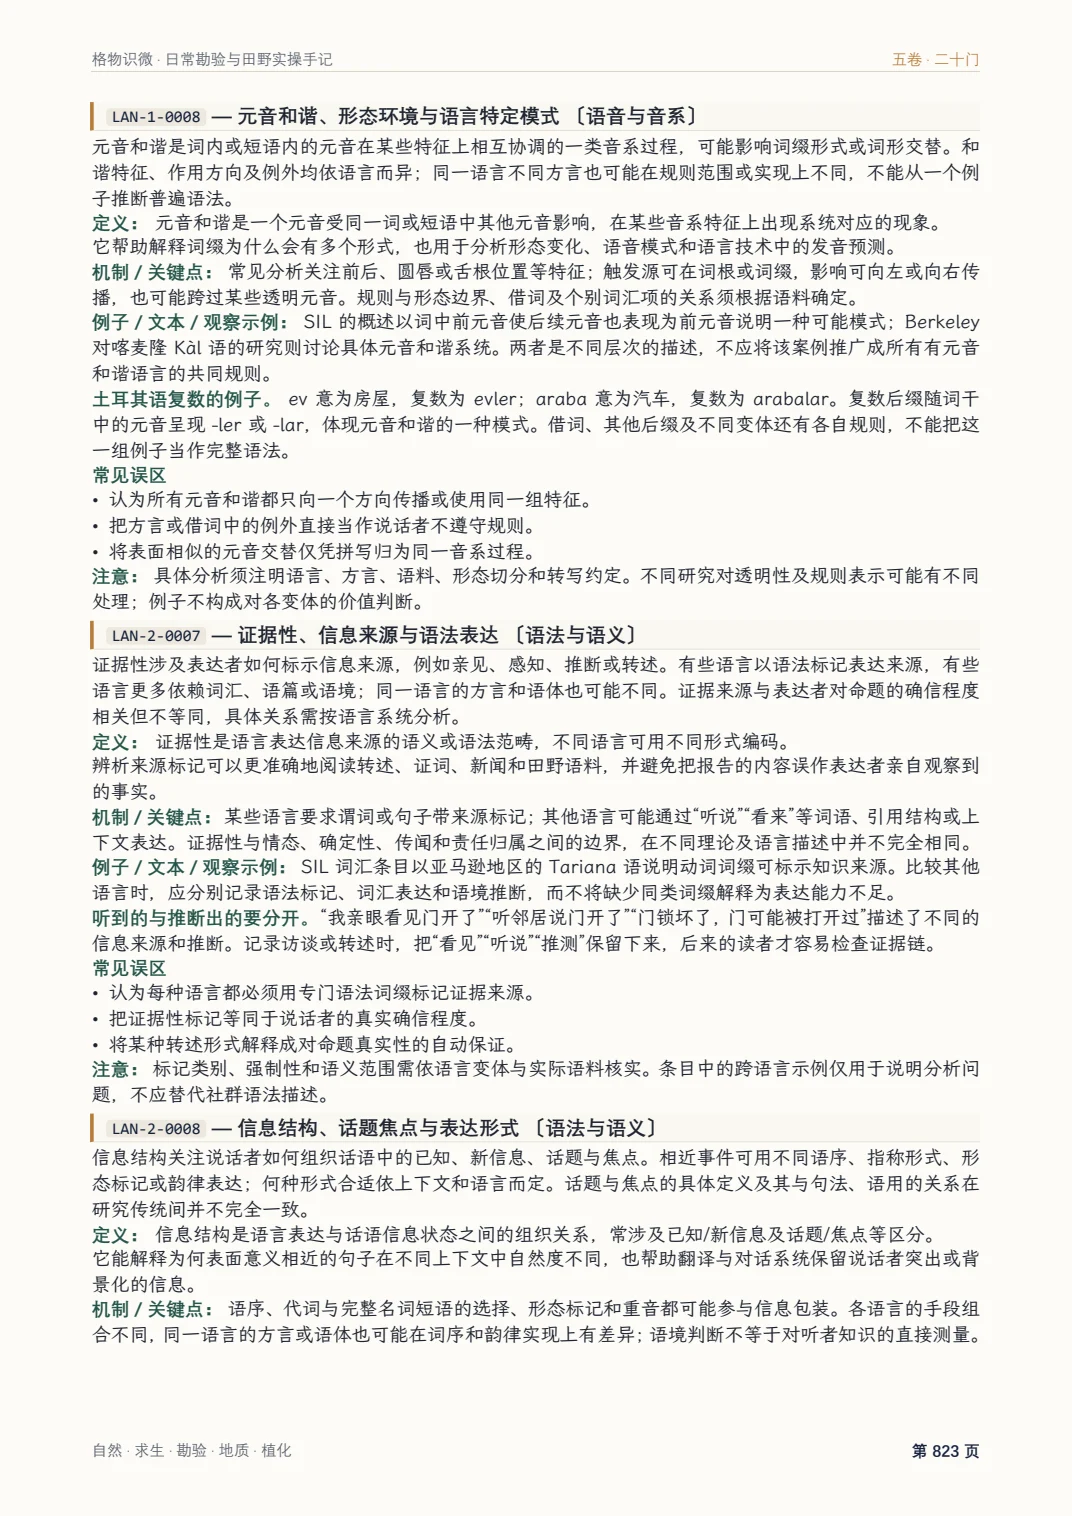 格物识微 · 日常勘验与田野实操手记
五卷 · 二十门
LAN-1-0008 — 元音和谐、形态环境与语言特定模式 〔语音与音系〕
元音和谐是词内或短语内的元音在某些特征上相互协调的一类音系过程，可能影响词缀形式或词形交替。和
谐特征、作用方向及例外均依语言而异；同一语言不同方言也可能在规则范围或实现上不同，不能从一个例
子推断普遍语法。
定义： 元音和谐是一个元音受同一词或短语中其他元音影响，在某些音系特征上出现系统对应的现象。
它帮助解释词缀为什么会有多个形式，也用于分析形态变化、语音模式和语言技术中的发音预测。
机制 / 关键点： 常见分析关注前后、圆唇或舌根位置等特征；触发源可在词根或词缀，影响可向左或向右传
播，也可能跨过某些透明元音。规则与形态边界、借词及个别词汇项的关系须根据语料确定。
例子 / 文本 / 观察示例： SIL 的概述以词中前元音使后续元音也表现为前元音说明一种可能模式；Berkeley
对喀麦隆 Kàl 语的研究则讨论具体元音和谐系统。两者是不同层次的描述，不应将该案例推广成所有有元音
和谐语言的共同规则。
土耳其语复数的例子。 ev 意为房屋，复数为 evler；araba 意为汽车，复数为 arabalar。复数后缀随词干
中的元音呈现 -ler 或 -lar，体现元音和谐的一种模式。借词、其他后缀及不同变体还有各自规则，不能把这
一组例子当作完整语法。
常见误区
• 认为所有元音和谐都只向一个方向传播或使用同一组特征。
• 把方言或借词中的例外直接当作说话者不遵守规则。
• 将表面相似的元音交替仅凭拼写归为同一音系过程。
注意： 具体分析须注明语言、方言、语料、形态切分和转写约定。不同研究对透明性及规则表示可能有不同
处理；例子不构成对各变体的价值判断。
LAN-2-0007 — 证据性、信息来源与语法表达 〔语法与语义〕
证据性涉及表达者如何标示信息来源，例如亲见、感知、推断或转述。有些语言以语法标记表达来源，有些
语言更多依赖词汇、语篇或语境；同一语言的方言和语体也可能不同。证据来源与表达者对命题的确信程度
相关但不等同，具体关系需按语言系统分析。
定义： 证据性是语言表达信息来源的语义或语法范畴，不同语言可用不同形式编码。
辨析来源标记可以更准确地阅读转述、证词、新闻和田野语料，并避免把报告的内容误作表达者亲自观察到
的事实。
机制 / 关键点： 某些语言要求谓词或句子带来源标记；其他语言可能通过“听说”“看来”等词语、引用结构或上
下文表达。证据性与情态、确定性、传闻和责任归属之间的边界，在不同理论及语言描述中并不完全相同。
例子 / 文本 / 观察示例： SIL 词汇条目以亚马逊地区的 Tariana 语说明动词词缀可标示知识来源。比较其他
语言时，应分别记录语法标记、词汇表达和语境推断，而不将缺少同类词缀解释为表达能力不足。
听到的与推断出的要分开。 “我亲眼看见门开了”“听邻居说门开了”“门锁坏了，门可能被打开过”描述了不同的
信息来源和推断。记录访谈或转述时，把“看见”“听说”“推测”保留下来，后来的读者才容易检查证据链。
常见误区
• 认为每种语言都必须用专门语法词缀标记证据来源。
• 把证据性标记等同于说话者的真实确信程度。
• 将某种转述形式解释成对命题真实性的自动保证。
注意： 标记类别、强制性和语义范围需依语言变体与实际语料核实。条目中的跨语言示例仅用于说明分析问
题，不应替代社群语法描述。
LAN-2-0008 — 信息结构、话题焦点与表达形式 〔语法与语义〕
信息结构关注说话者如何组织话语中的已知、新信息、话题与焦点。相近事件可用不同语序、指称形式、形
态标记或韵律表达；何种形式合适依上下文和语言而定。话题与焦点的具体定义及其与句法、语用的关系在
研究传统间并不完全一致。
定义： 信息结构是语言表达与话语信息状态之间的组织关系，常涉及已知/新信息及话题/焦点等区分。
它能解释为何表面意义相近的句子在不同上下文中自然度不同，也帮助翻译与对话系统保留说话者突出或背
景化的信息。
机制 / 关键点： 语序、代词与完整名词短语的选择、形态标记和重音都可能参与信息包装。各语言的手段组
合不同，同一语言的方言或语体也可能在词序和韵律实现上有差异；语境判断不等于对听者知识的直接测量。
自然 · 求生 · 勘验 · 地质 · 植化
第 823 页